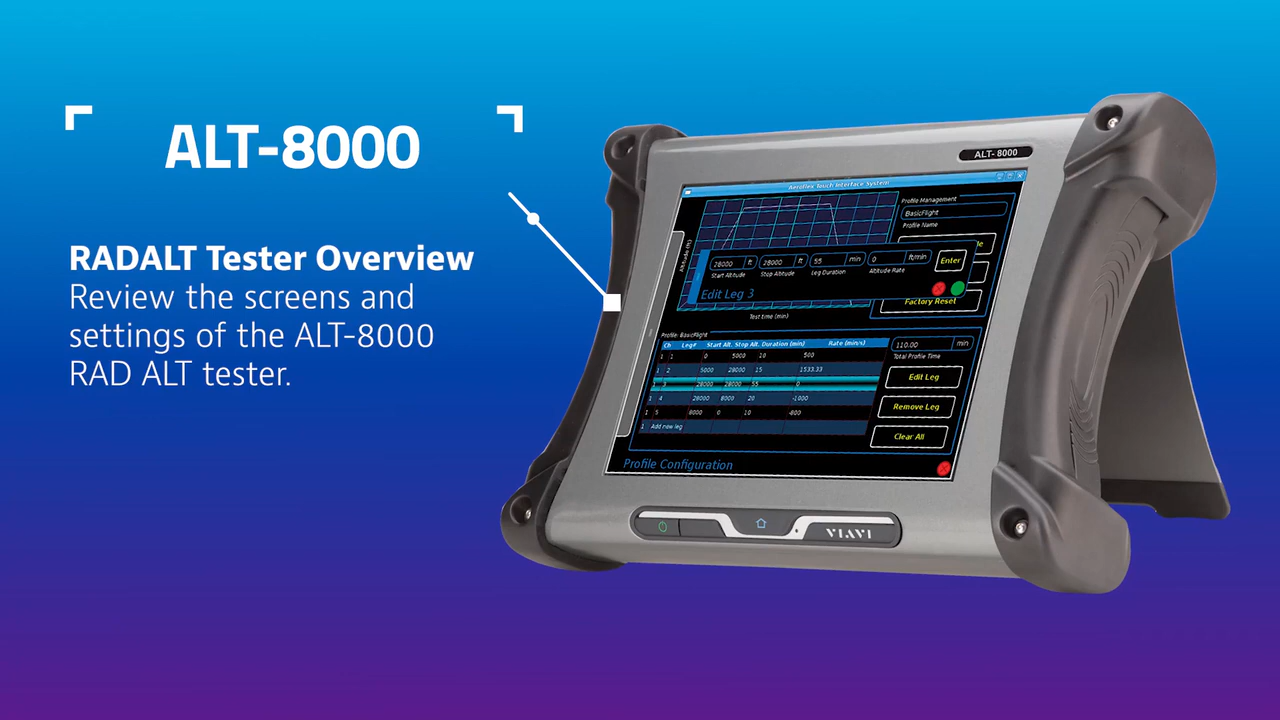 ALT-8000
RADALT Tester Overview
Review the screens and
settings of the ALT-8000
RAD ALT tester.
ALT- 8000
Aeroflex Touch Interface System
Profile Management
BasicFlight
Profile Name
28000 ft 28000 ft 55 min 0 ft/min Enter
Start Altitude Stop Altitude Leg Duration Altitude Rate
Edit Leg 3
Factory Reset
Altitude (ft)
Test time (min)
Profile: BasicFlight
Ch Leg# Start Alt. Stop Alt. Duration (min) Rate (min/s)
1 1 0 5000 10 500
1 2 5000 28000 15 1533.33
1 3 28000 28000 55 0
1 4 28000 8000 20 -1000
1 5 8000 0 10 -800
1 Add new leg
110.00 min
Total Profile Time
Edit Leg
Remove Leg
Clear All
Profile Configuration
VIAVI